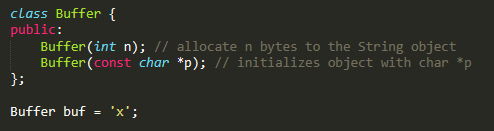 class Buffer {
public:
    Buffer(int n); // allocate n bytes to the String object
    Buffer(const char *p); // initializes object with char *p
};

Buffer buf = 'x';